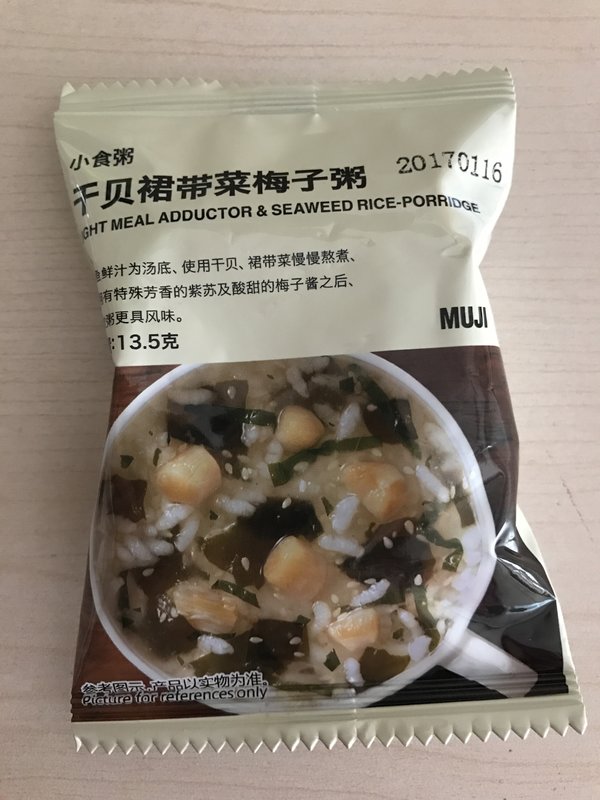 小食粥
干贝裙带菜梅子粥
20170116
GHT MEAL ADDUCTOR & SEAWEED RICE-PORRIDGE
鲜汁为汤底、使用干贝、裙带菜慢慢熬煮、
有特殊芳香的紫苏及酸甜的梅子酱之后、
粥更具风味。
MUJI
:13.5克
参考图示,产品以实物为准。
Picture for references only